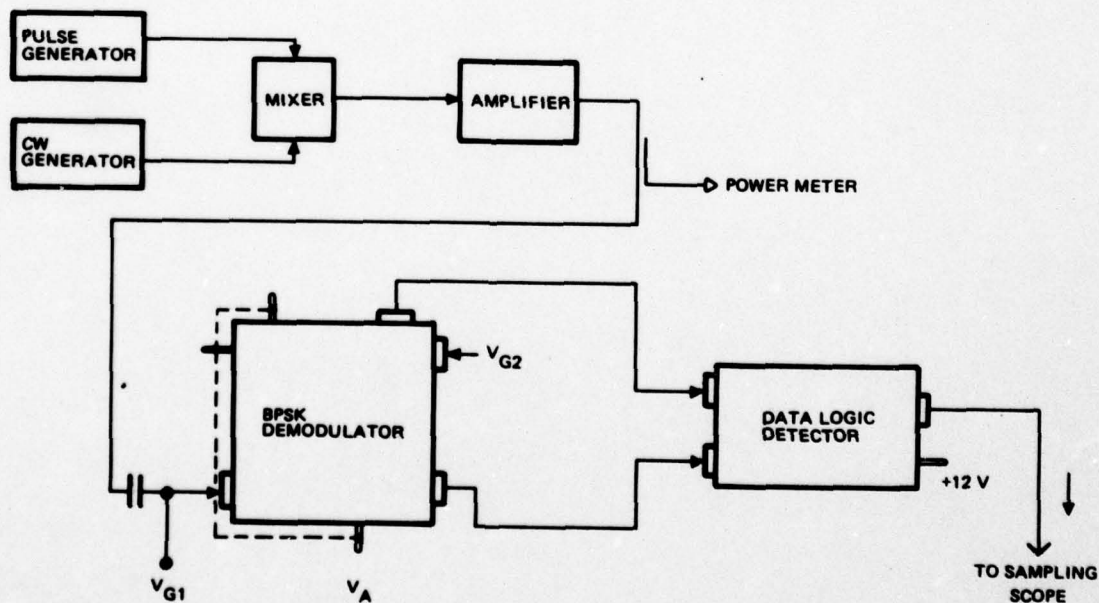 PULSE
GENERATOR
MIXER
AMPLIFIER
CW
GENERATOR
POWER METER
V_G2
BPSK
DEMODULATOR
DATA LOGIC
DETECTOR
+12 V
V_G1
V_A
TO SAMPLING
SCOPE